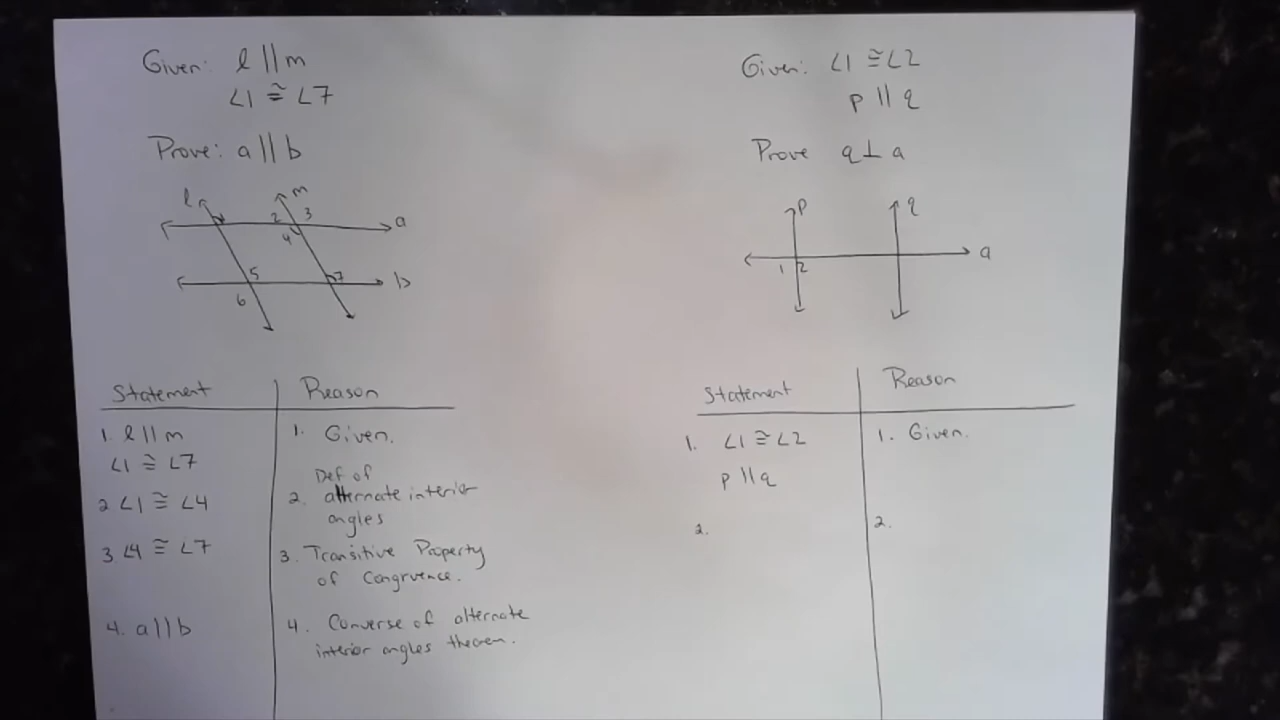 Given: l || m
∠1 ≅ ∠7
Prove: a || b
l
m
2
3
a
4
5
7
b
6
Statement
Reason
1. l || m
1. Given.
∠1 ≅ ∠7
Def of
2 ∠1 ≅ ∠4
2. alternate interior
angles
3 ∠4 ≅ ∠7
3. Transitive Property
of Congruence.
4. a || b
4. Converse of alternate
interior angles theorem.
Given: ∠1 ≅ ∠2
p || q
Prove q ⊥ a
p
q
a
1
2
Statement
Reason
1. ∠1 ≅ ∠2
1. Given.
p || q
2.
2.